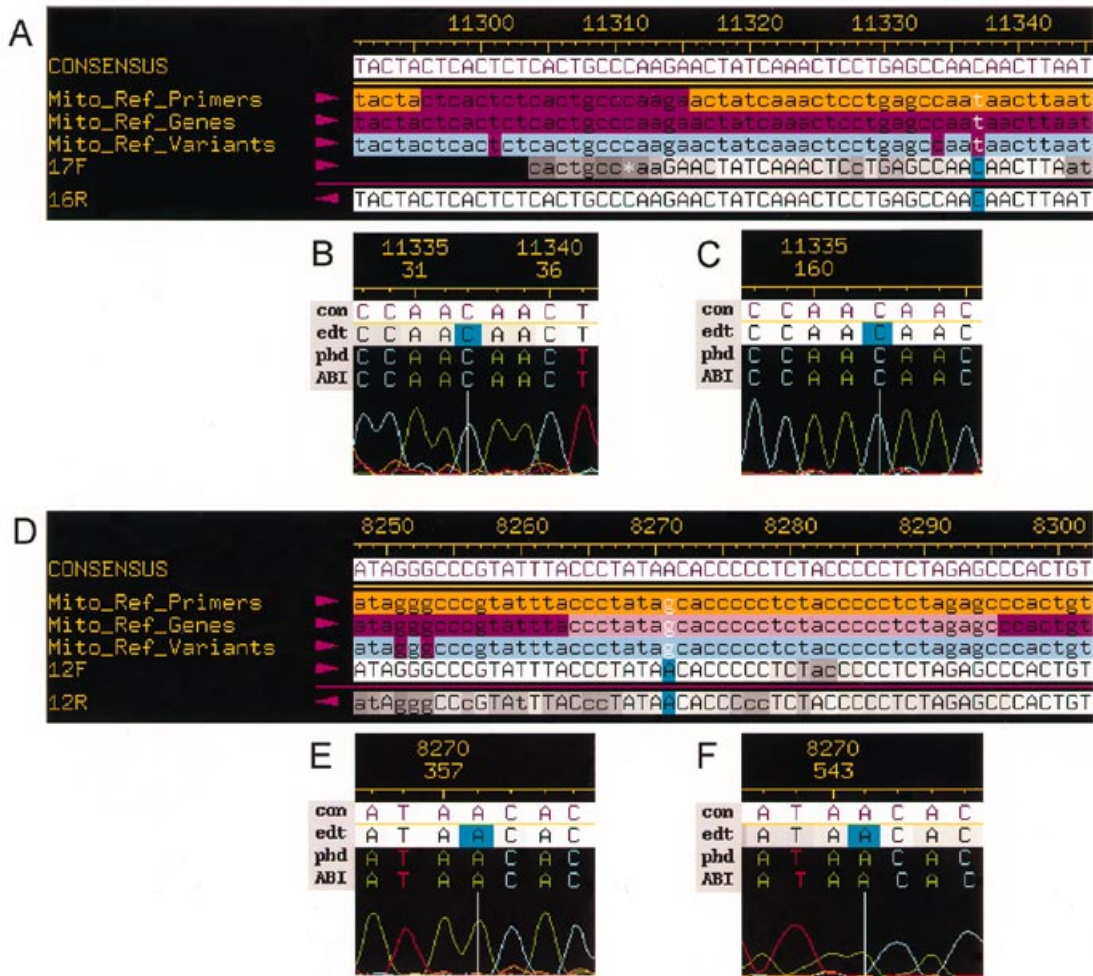 A
11300 11310 11320 11330 11340
CONSENSUS TACTACTCACTCTCACTGCCCAAGAACTATCAAACTCCTGAGCCAACAACTTAAT
Mito_Ref_Primers tactactcactctcactgcccaagaactatcaaactcctgagccaataacttaat
Mito_Ref_Genes tactactcactctcactgcccaagaactatcaaactcctgagccaataacttaat
Mito_Ref_Variants tactactcactctcactgcccaagaactatcaaactcctgagccaataacttaat
17F cactgcc*aaGAACTATCAAACTCcTGAGCCAACAACTTAat
16R TACTACTCACTCTCACTGCCCAAGAACTATCAAACTCCTGAGCCAACAACTTAAT
B
11335 11340
31 36
con C C A A C A A C T
edt C C A A C A A C T
phd C C A A C A A C T
ABI C C A A C A A C T
C
11335
160
con C C A A C A A C
edt C C A A C A A C
phd C C A A C A A C
ABI C C A A C A A C
D
8250 8260 8270 8280 8290 8300
CONSENSUS ATAGGGCCCGTATTTACCCTATAACACCCCCTCTACCCCCTCTAGAGCCCACTGT
Mito_Ref_Primers atagggcccgtatttaccctatagcaccccctctaccccctctagagcccactgt
Mito_Ref_Genes atagggcccgtatttaccctatagcaccccctctaccccctctagagcccactgt
Mito_Ref_Variants atagggcccgtatttaccctatagcaccccctctaccccctctagagcccactgt
12F ATAGGGCCCGTATTTACCCTATAACACCCCCTCTacCCCCTCTAGAGCCCACTGT
12R atAgggCCcGTAtTTACccTATAACACCCccTCTACCCCCTCTAGAGCCCACTGT
E
8270
357
con A T A A C A C
edt A T A A C A C
phd A T A A C A C
ABI A T A A C A C
F
8270
543
con A T A A C A C
edt A T A A C A C
phd A T A A C A C
ABI A T A A C A C